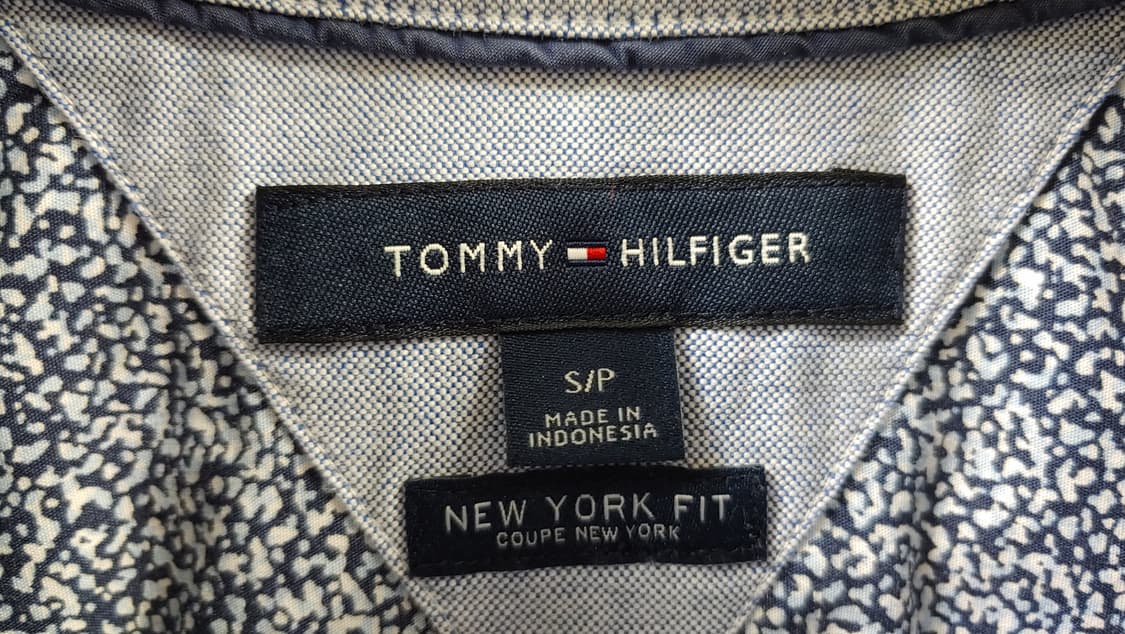 TOMMY HILFIGER
S/P
MADE IN
INDONESIA
NEW YORK FIT
COUPE NEW YORK